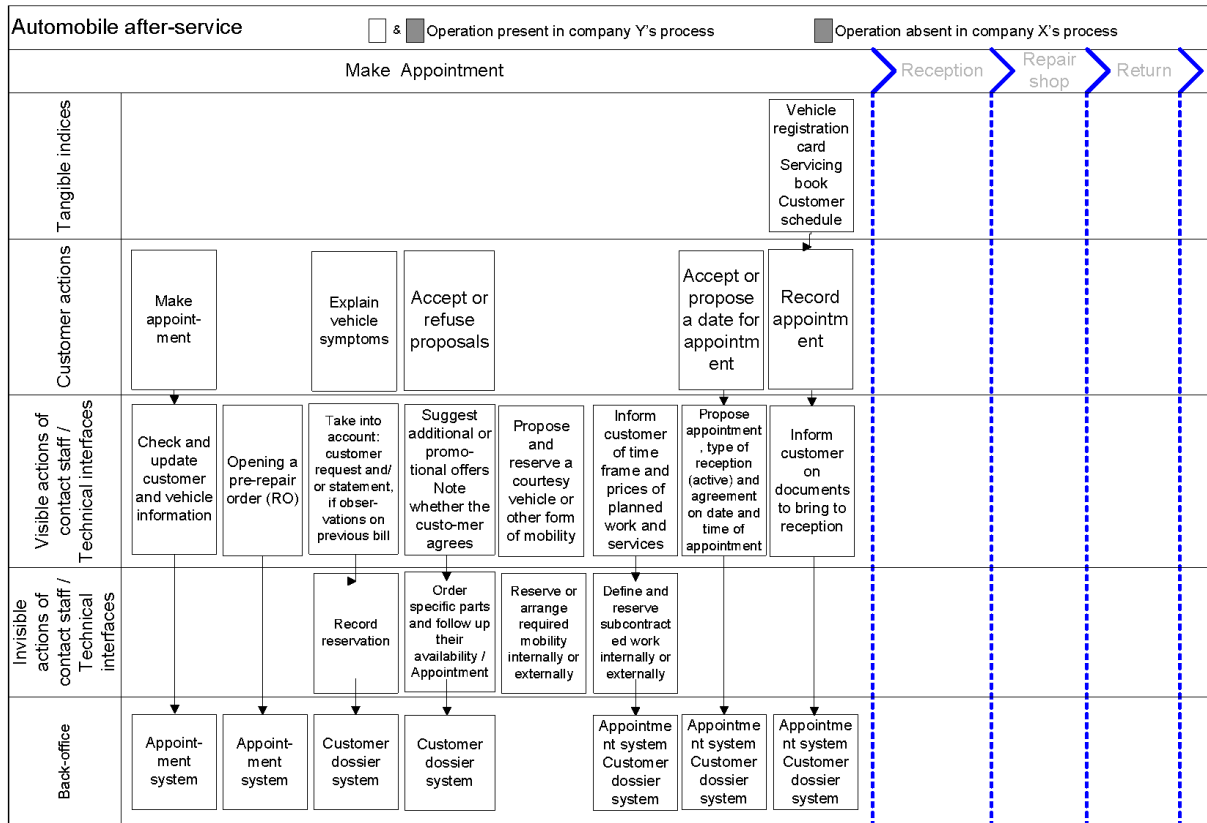 Automobile after-service
& Operation present in company Y's process
Operation absent in company X's process
Make Appointment
Reception
Repair
shop
Return
Tangible indices
Vehicle
registration
card
Servicing
book
Customer
schedule
Customer actions
Make
appoint-
ment
Explain
vehicle
symptoms
Accept or
refuse
proposals
Accept or
propose
a date for
appointm
ent
Record
appointm
ent
Visible actions of
contact staff /
Technical interfaces
Check and
update
customer
and vehicle
information
Opening a
pre-repair
order (RO)
Take into
account:
customer
request and/
or statement,
if obser-
vations on
previous bill
Suggest
additional or
promo-
tional offers
Note
whether the
custo-mer
agrees
Propose
and
reserve a
courtesy
vehicle or
other form
of mobility
Inform
customer
of time
frame and
prices of
planned
work and
services
Propose
appointment
, type of
reception
(active) and
agreement
on date and
time of
appointment
Inform
customer
on
documents
to bring to
reception
Invisible
actions of
contact staff /
Technical
interfaces
Record
reservation
Order
specific parts
and follow up
their
availability /
Appointment
Reserve or
arrange
required
mobility
internally or
externally
Define and
reserve
subcontract
ed work
internally or
externally
Back-office
Appoint-
ment
system
Appoint-
ment
system
Customer
dossier
system
Customer
dossier
system
Appointme
nt system
Customer
dossier
system
Appointme
nt system
Customer
dossier
system
Appointme
nt system
Customer
dossier
system